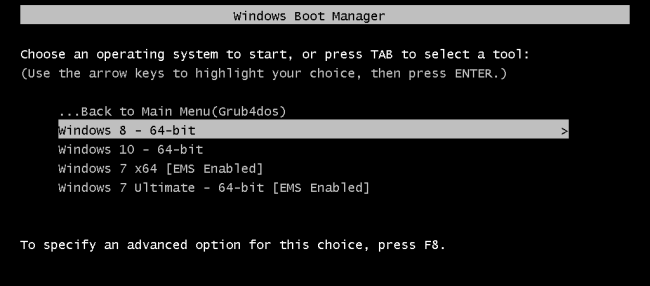 Windows Boot Manager
Choose an operating system to start, or press TAB to select a tool:
(Use the arrow keys to highlight your choice, then press ENTER.)
...Back to Main Menu(Grub4dos)
Windows 8 - 64-bit >
Windows 10 - 64-bit
Windows 7 x64 [EMS Enabled]
Windows 7 Ultimate - 64-bit [EMS Enabled]
To specify an advanced option for this choice, press F8.